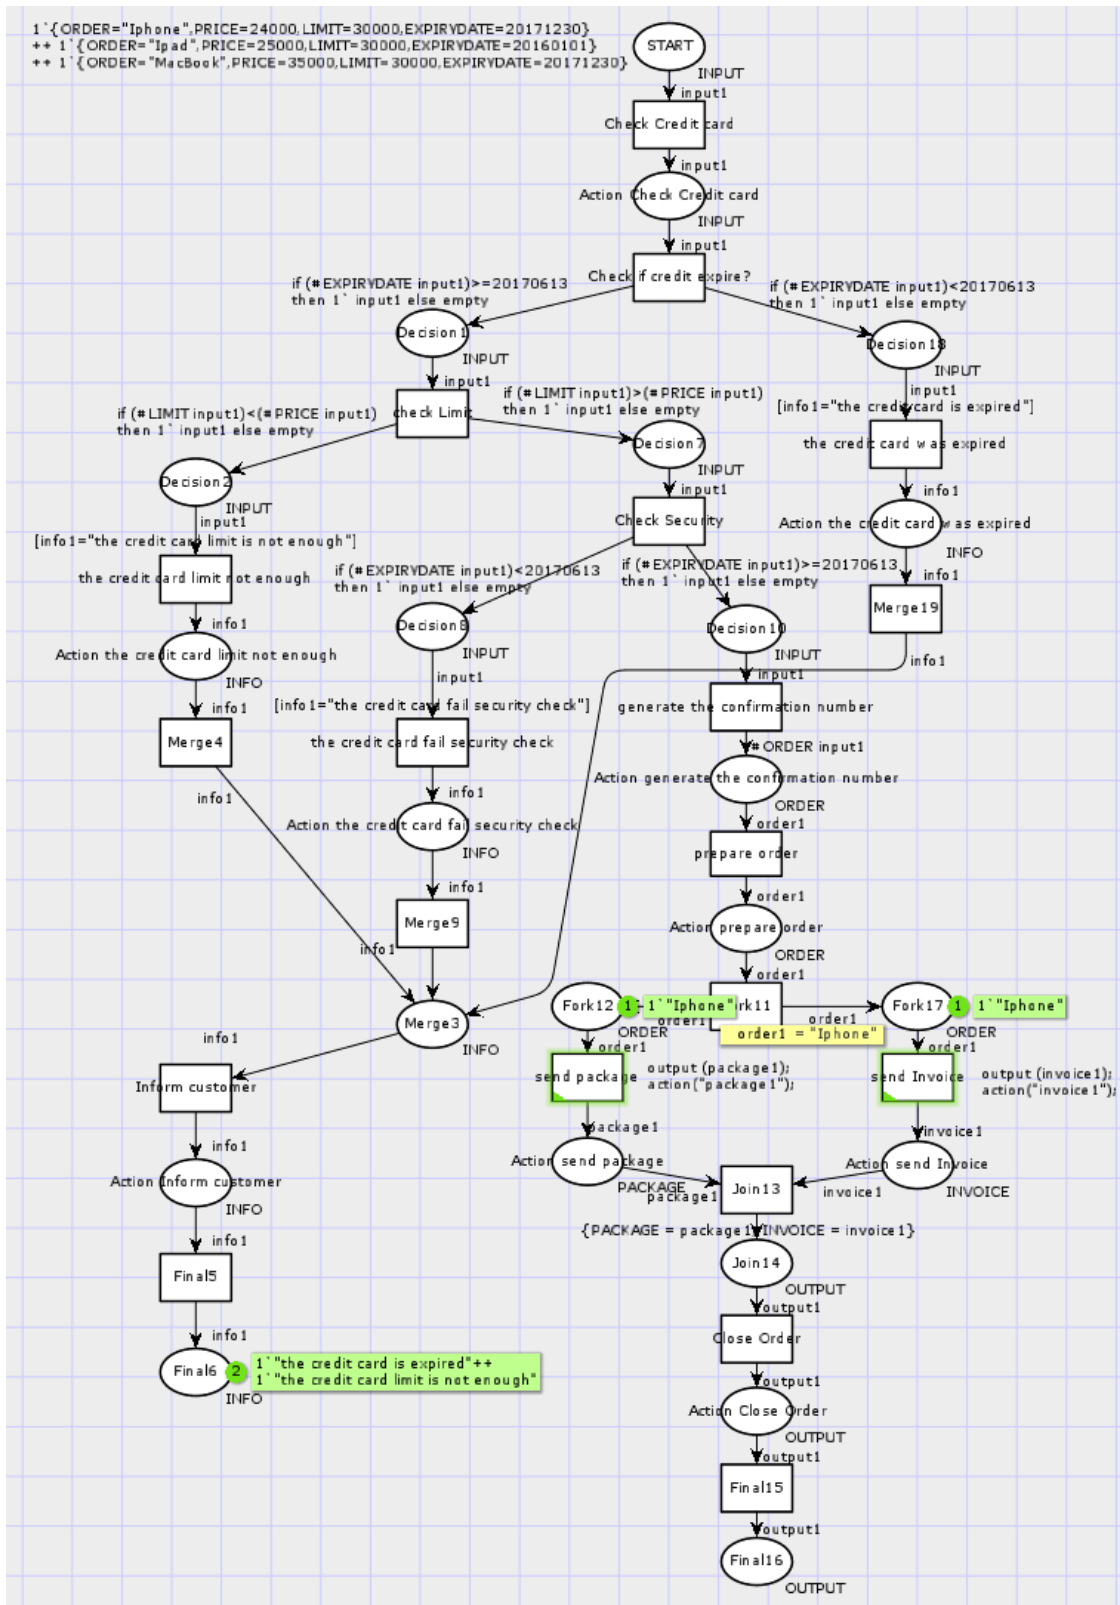 1`{ORDER="Iphone",PRICE=24000,LIMIT=30000,EXPIRYDATE=20171230}
++ 1`{ORDER="Ipad",PRICE=25000,LIMIT=30000,EXPIRYDATE=20160101}
++ 1`{ORDER="MacBook",PRICE=35000,LIMIT=30000,EXPIRYDATE=20171230}
START
INPUT
input1
Check Credit card
input1
Action Check Credit card
INPUT
input1
Check if credit expire?
if (#EXPIRYDATE input1)>=20170613
then 1` input1 else empty
if (#EXPIRYDATE input1)<20170613
then 1` input1 else empty
Decision1
INPUT
Decision18
INPUT
input1
input1
check Limit
if (#LIMIT input1)<(#PRICE input1)
then 1` input1 else empty
if (#LIMIT input1)>(#PRICE input1)
then 1` input1 else empty
[info1="the credit card is expired"]
the credit card was expired
Decision7
INPUT
input1
Decision2
INPUT
input1
info1
Action the credit card was expired
INFO
Check Security
[info1="the credit card limit is not enough"]
the credit card limit not enough
if (#EXPIRYDATE input1)<20170613
then 1` input1 else empty
if (#EXPIRYDATE input1)>=20170613
then 1` input1 else empty
info1
Merge19
info1
info1
Action the credit card limit not enough
INFO
Decision8
INPUT
input1
Decision10
INPUT
input1
info1
Merge4
info1
[info1="the credit card fail security check"]
the credit card fail security check
generate the confirmation number
#ORDER input1
Action generate the confirmation number
ORDER
info1
Action the credit card fail security check
INFO
order1
prepare order
order1
info1
Merge9
info1
Action prepare order
ORDER
order1
Merge3
INFO
info1
Fork12
1
1`"Iphone"
ORDER
order1
order1
order1
order1 = "Iphone"
Fork17
1
1`"Iphone"
ORDER
order1
Inform customer
send package
output (package1);
action("package1");
send Invoice
output (invoice1);
action("invoice1");
info1
Action Inform customer
INFO
package1
Action send package
PACKAGE
package1
invoice1
Action send Invoice
INVOICE
invoice1
Join13
{PACKAGE = package1, INVOICE = invoice1}
info1
Final5
Join14
OUTPUT
output1
info1
Close Order
Final6
2
1`"the credit card is expired"++
1`"the credit card limit is not enough"
INFO
output1
Action Close Order
OUTPUT
output1
Final15
output1
Final16
OUTPUT